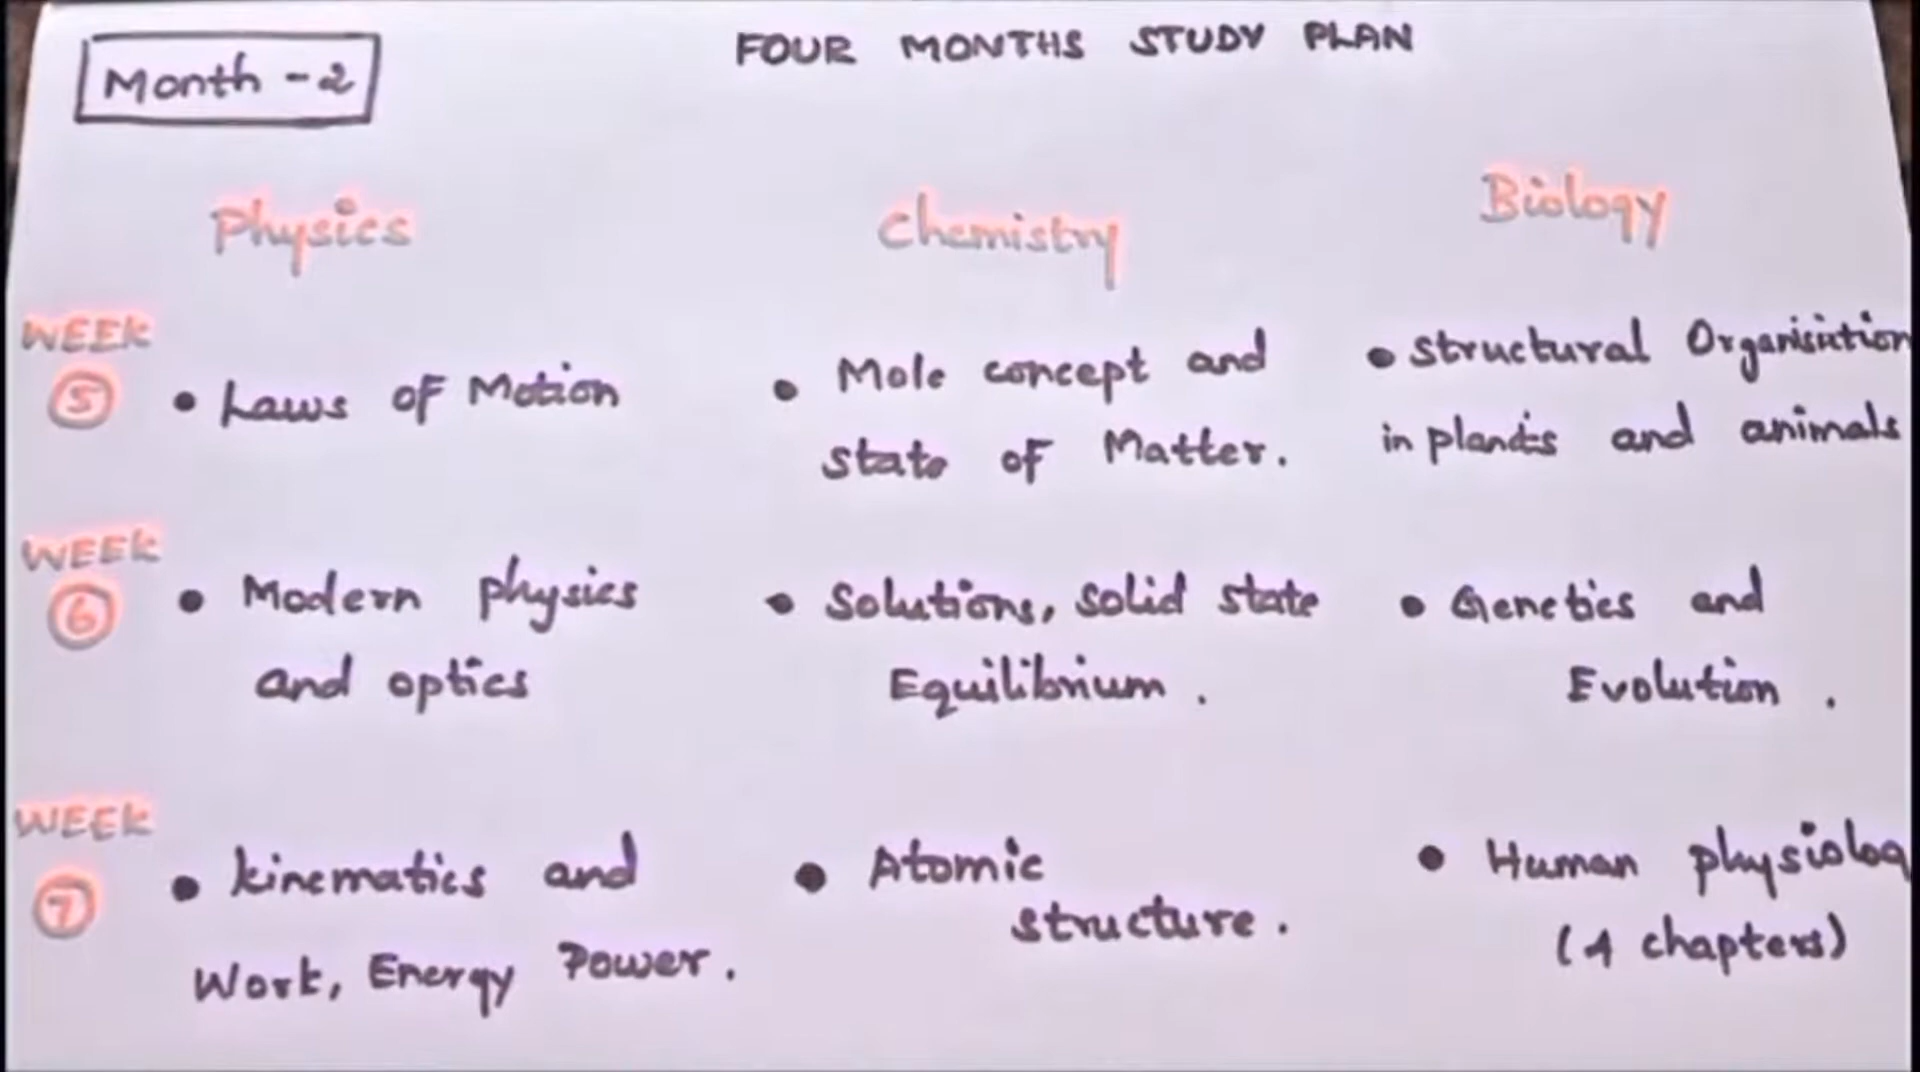 FOUR MONTHS STUDY PLAN
Month - 2
Physics
Chemistry
Biology
WEEK
5
• Laws of Motion
• Mole concept and
state of Matter.
• Structural Organisation
in plants and animals
WEEK
6
• Modern physics
and optics
• Solutions, Solid state
Equilibrium .
• Genetics and
Evolution .
WEEK
7
• kinematics and
Work, Energy Power.
• Atomic
structure .
• Human physiolog
(4 chapters)